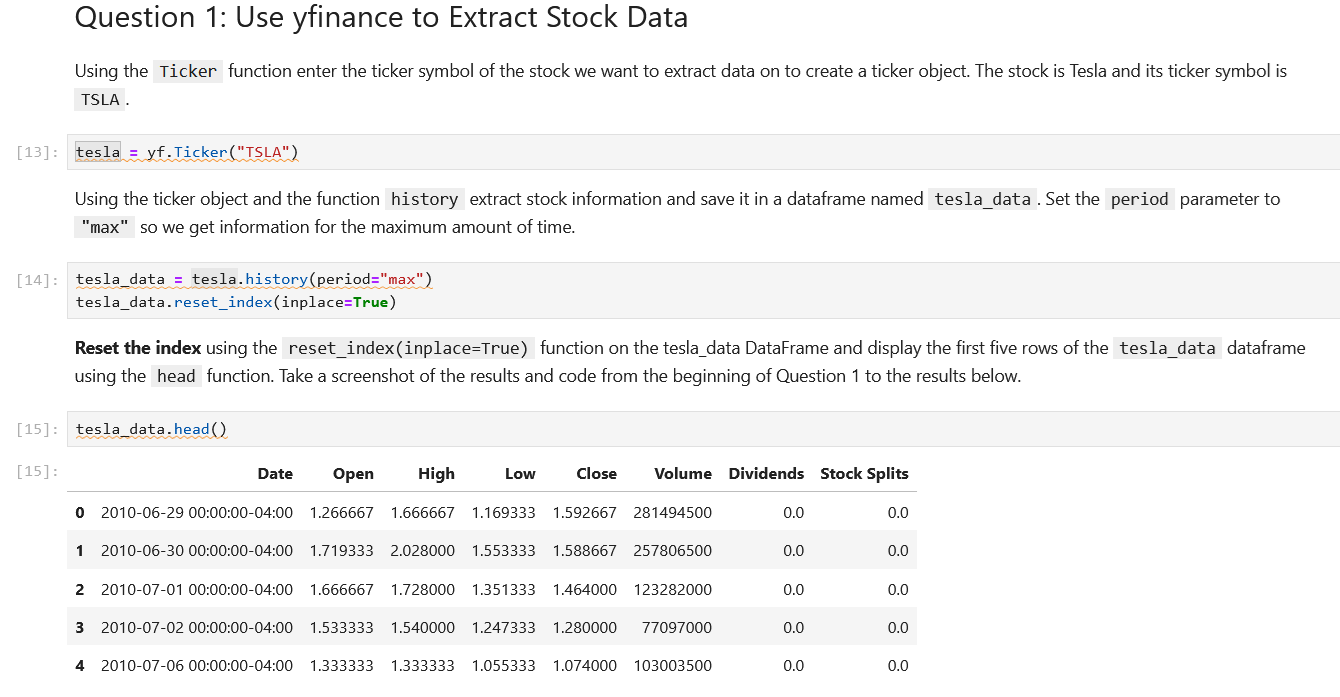 Question 1: Use yfinance to Extract Stock Data
Using the Ticker function enter the ticker symbol of the stock we want to extract data on to create a ticker object. The stock is Tesla and its ticker symbol is
TSLA .
[13]: tesla = yf.Ticker("TSLA")
Using the ticker object and the function history extract stock information and save it in a dataframe named tesla_data . Set the period parameter to
"max" so we get information for the maximum amount of time.
[14]: tesla_data = tesla.history(period="max")
tesla_data.reset_index(inplace=True)
Reset the index using the reset_index(inplace=True) function on the tesla_data DataFrame and display the first five rows of the tesla_data dataframe
using the head function. Take a screenshot of the results and code from the beginning of Question 1 to the results below.
[15]: tesla_data.head()
[15]: Date Open High Low Close Volume Dividends Stock Splits
0 2010-06-29 00:00:00-04:00 1.266667 1.666667 1.169333 1.592667 281494500 0.0 0.0
1 2010-06-30 00:00:00-04:00 1.719333 2.028000 1.553333 1.588667 257806500 0.0 0.0
2 2010-07-01 00:00:00-04:00 1.666667 1.728000 1.351333 1.464000 123282000 0.0 0.0
3 2010-07-02 00:00:00-04:00 1.533333 1.540000 1.247333 1.280000 77097000 0.0 0.0
4 2010-07-06 00:00:00-04:00 1.333333 1.333333 1.055333 1.074000 103003500 0.0 0.0